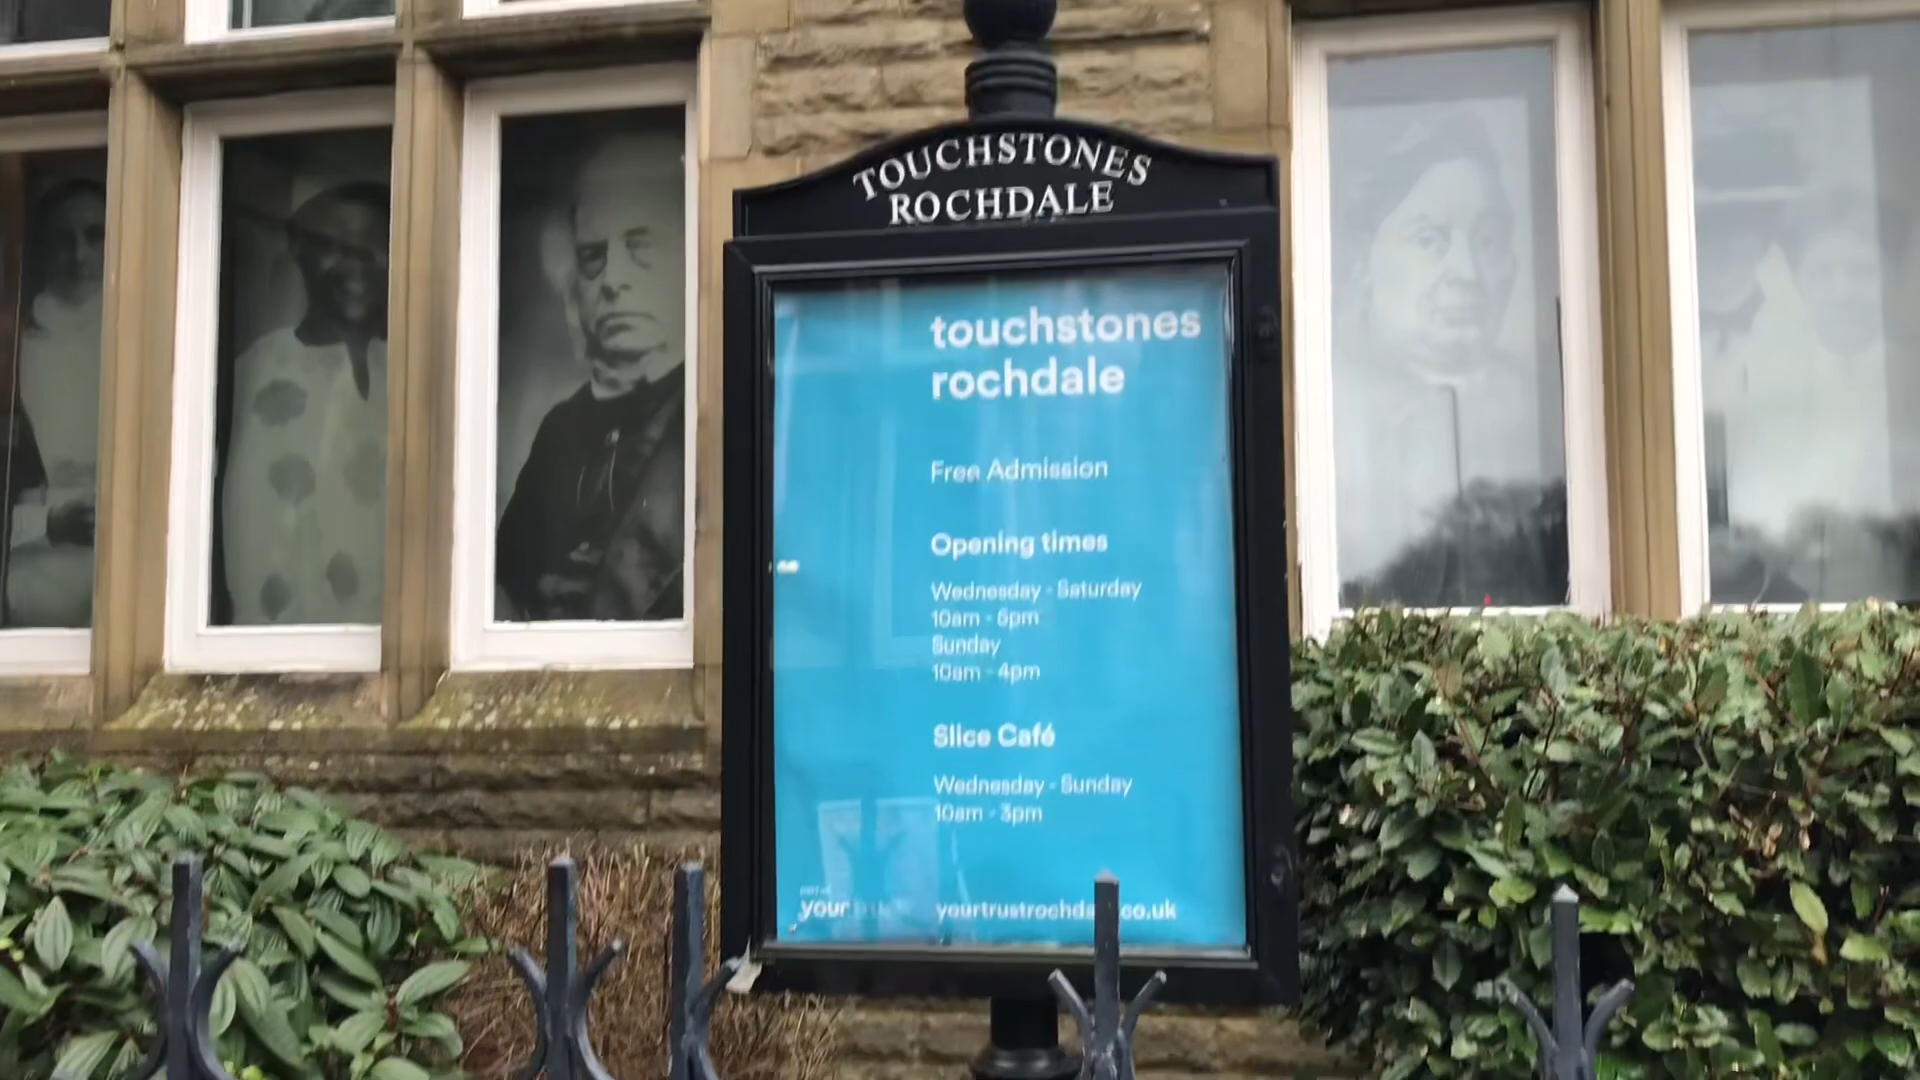 TOUCHSTONES
ROCHDALE
touchstones
rochdale
Free Admission
Opening times
Wednesday - Saturday
10am - 5pm
Sunday
10am - 4pm
Slice Café
Wednesday - Sunday
10am - 3pm
your